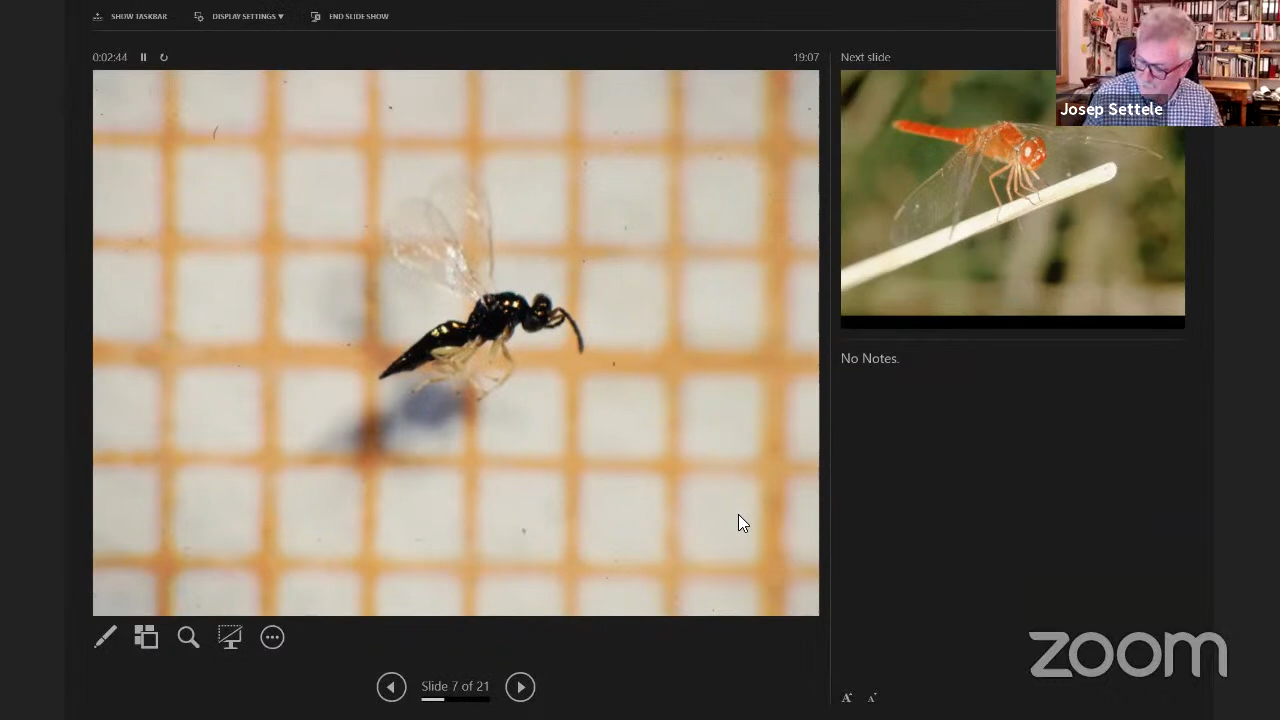 SHOW TASKBAR
DISPLAY SETTINGS ▼
END SLIDE SHOW
0:02:44
19:07
Next slide
Josep Settele
No Notes.
Slide 7 of 21
zoom